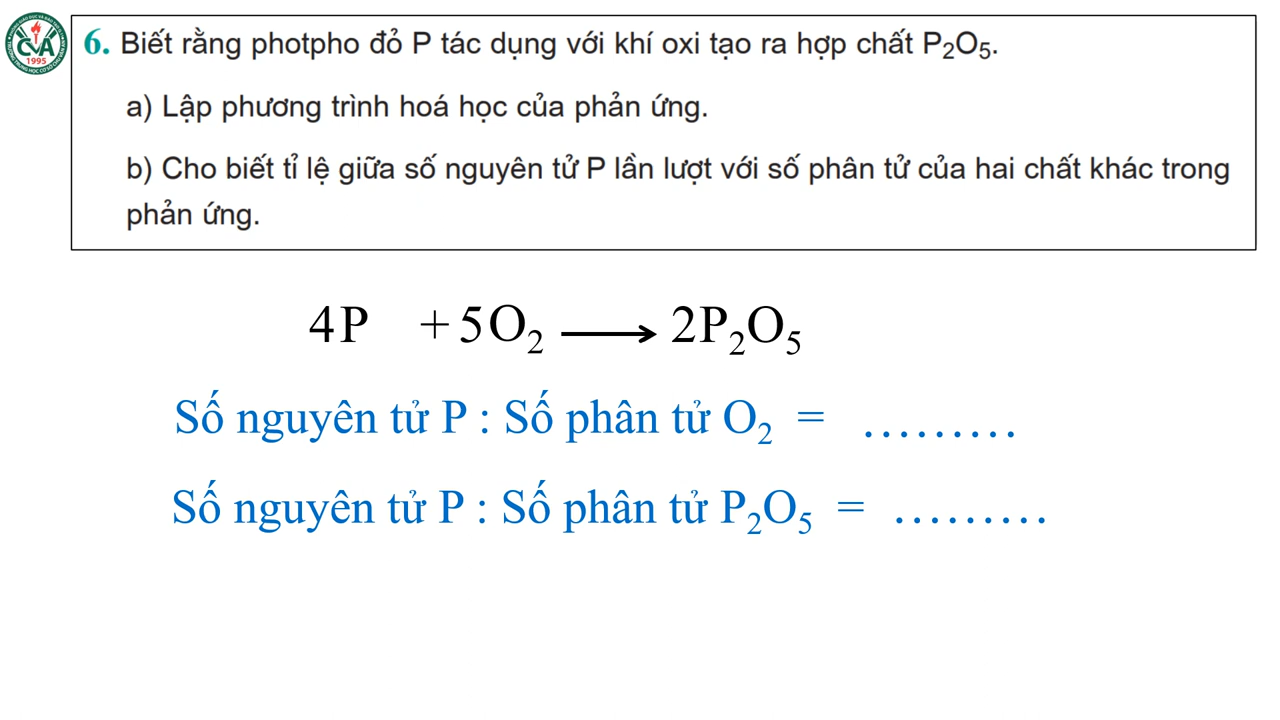 CVA
1995
6. Biết rằng photpho đỏ P tác dụng với khí oxi tạo ra hợp chất P₂O₅.
a) Lập phương trình hoá học của phản ứng.
b) Cho biết tỉ lệ giữa số nguyên tử P lần lượt với số phân tử của hai chất khác trong
phản ứng.
4P + 5O₂ ⟶ 2P₂O₅
Số nguyên tử P : Số phân tử O₂ = ………
Số nguyên tử P : Số phân tử P₂O₅ = ………